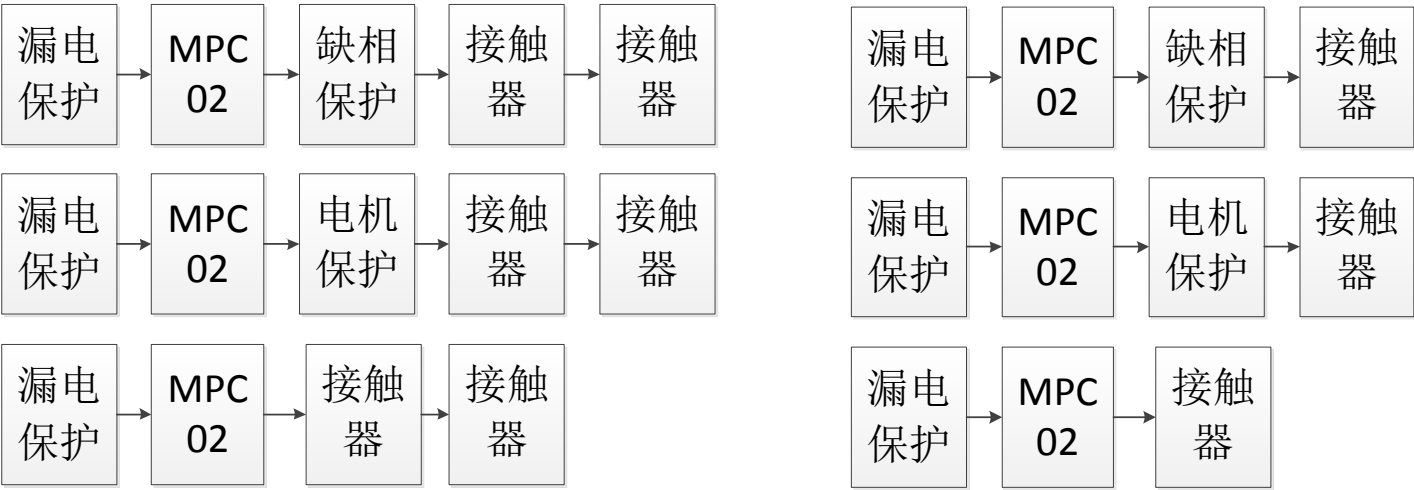 漏电
保护
MPC
02
缺相
保护
接触
器
接触
器
漏电
保护
MPC
02
缺相
保护
接触
器
漏电
保护
MPC
02
电机
保护
接触
器
接触
器
漏电
保护
MPC
02
电机
保护
接触
器
漏电
保护
MPC
02
接触
器
接触
器
漏电
保护
MPC
02
接触
器